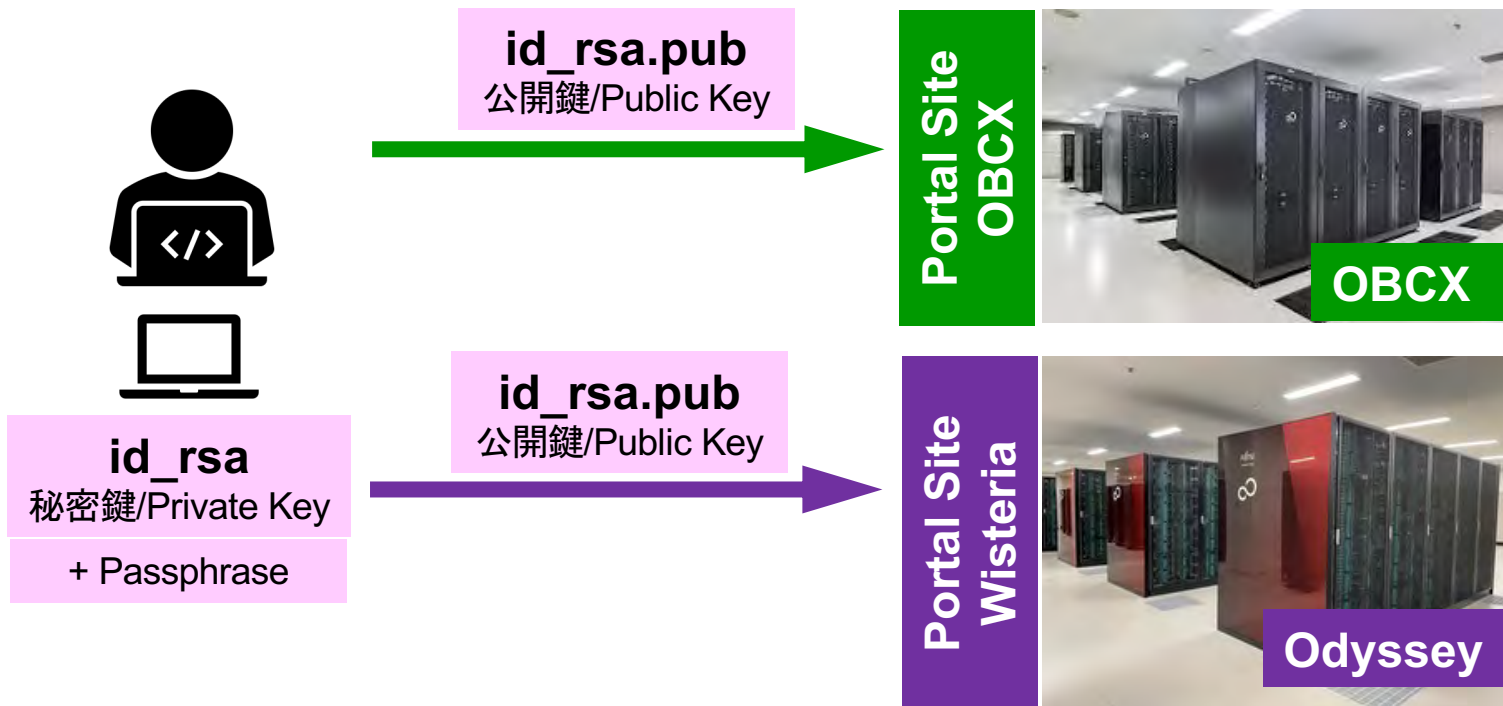 id_rsa.pub
公開鍵/Public Key
Portal Site
OBCX
OBCX
</>
id_rsa.pub
公開鍵/Public Key
id_rsa
秘密鍵/Private Key
+ Passphrase
Portal Site
Wisteria
Odyssey